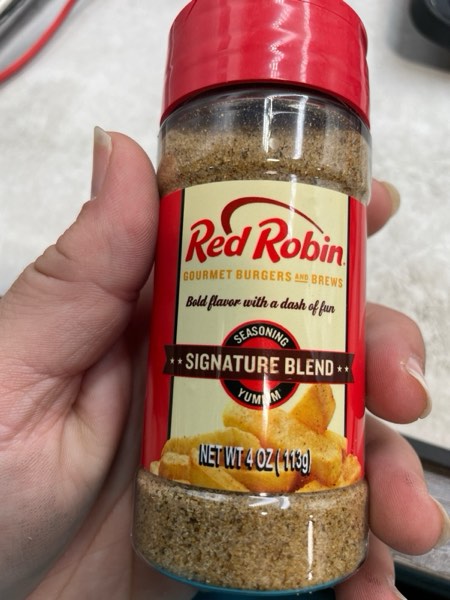 Red Robin
GOURMET BURGERS AND BREWS
Bold flavor with a dash of fun
SEASONING
SIGNATURE BLEND
YUMMM
NET WT 4 OZ (113g)